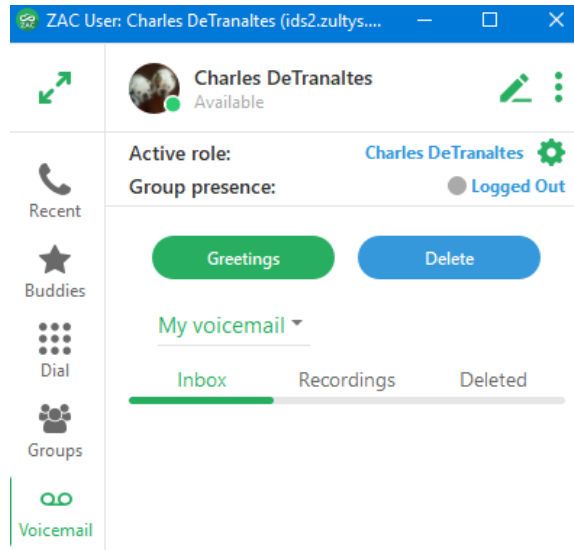 ZAC User: Charles DeTranaltes (ids2.zultys....
Charles DeTranaltes
Available
Active role: Charles DeTranaltes
Group presence: Logged Out
Recent
Buddies
Dial
Groups
Voicemail
Greetings Delete
My voicemail
Inbox Recordings Deleted